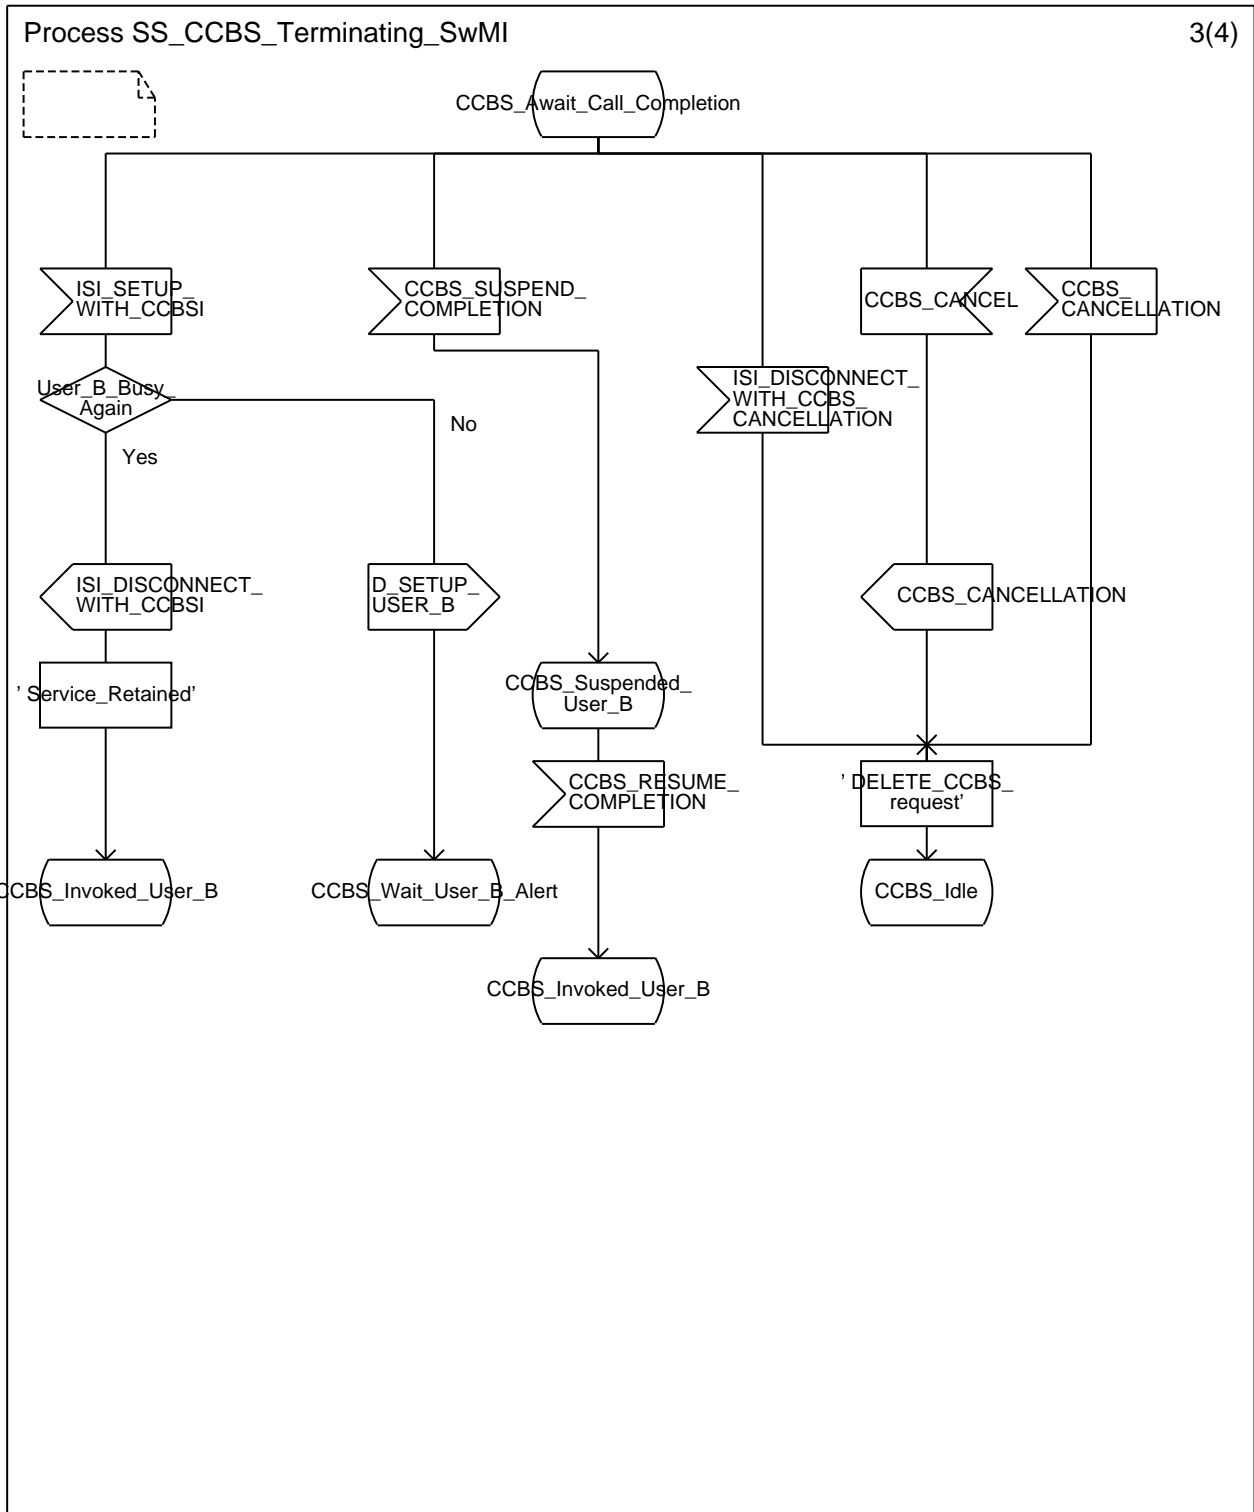 Process SS_CCBS_Terminating_SwMI
3(4)
CCBS_Await_Call_Completion
ISI_SETUP_
WITH_CCBSI
CCBS_SUSPEND_
COMPLETION
CCBS_CANCEL
CCBS_
CANCELLATION
User_B_Busy_
Again
No
Yes
ISI_DISCONNECT_
WITH_CCBS_
CANCELLATION
ISI_DISCONNECT_
WITH_CCBSI
D_SETUP_
USER_B
CCBS_CANCELLATION
' Service_Retained'
CCBS_Suspended_
User_B
CCBS_RESUME_
COMPLETION
' DELETE_CCBS_
request'
CCBS_Invoked_User_B
CCBS_Wait_User_B_Alert
CCBS_Idle
CCBS_Invoked_User_B